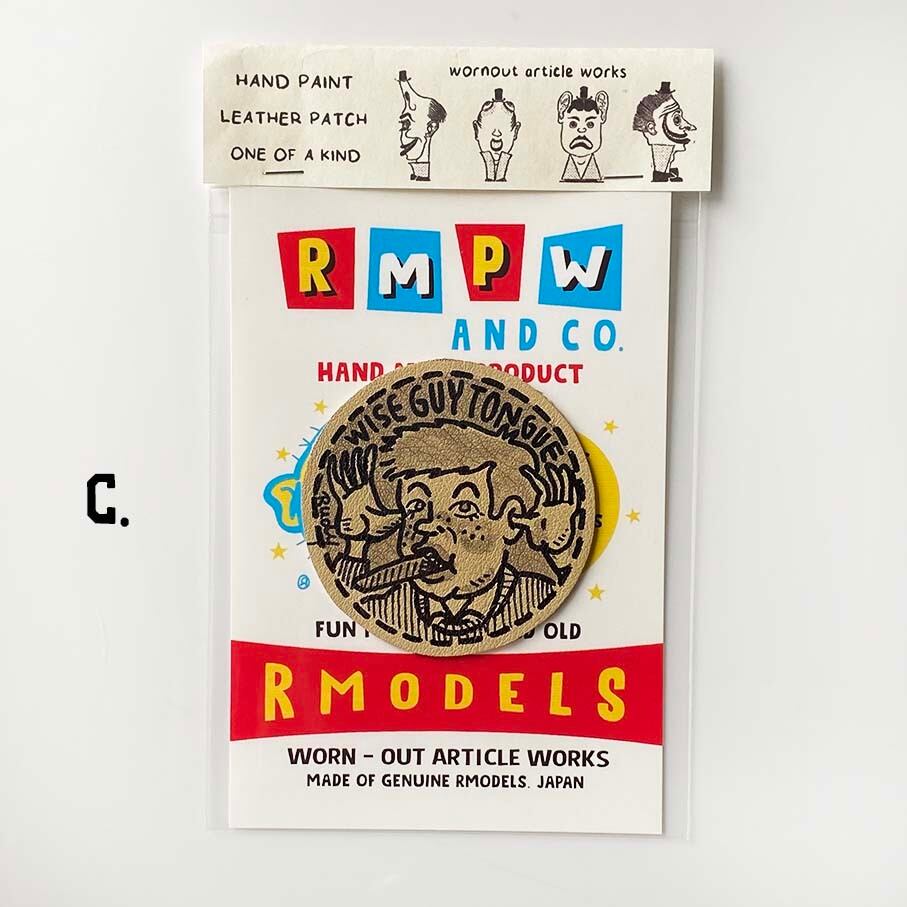 HAND PAINT
LEATHER PATCH
ONE OF A KIND
wornout article works
RMPW
AND CO.
HAND PRODUCT
WISE GUY TONGUE
C.
FUN OLD
RMODELS
WORN - OUT ARTICLE WORKS
MADE OF GENUINE RMODELS. JAPAN